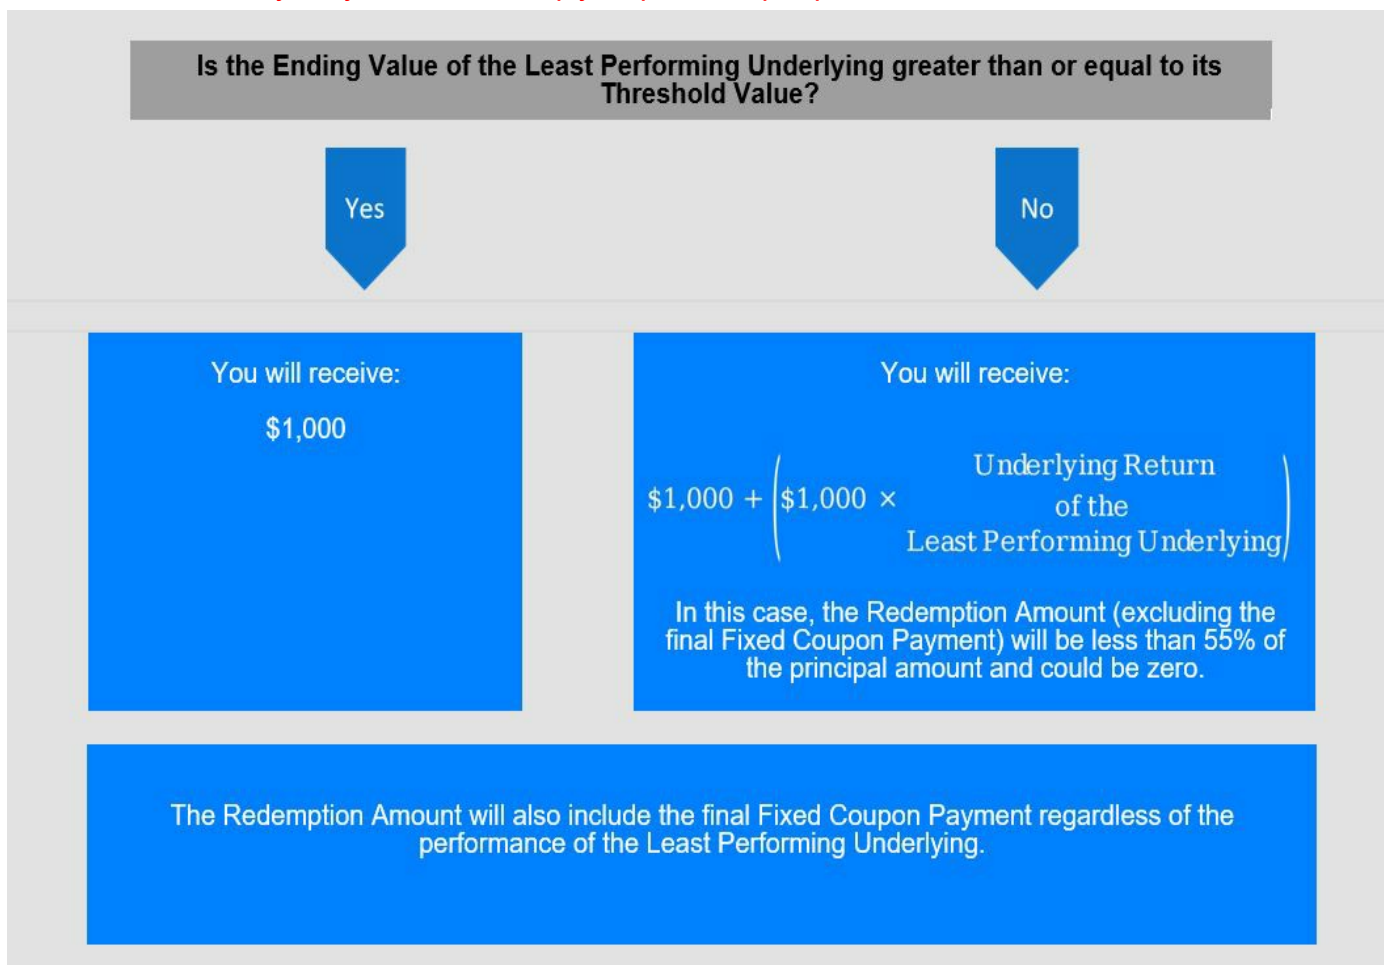 Is the Ending Value of the Least Performing Underlying greater than or equal to its
Threshold Value?
Yes
No
You will receive:
$1,000
You will receive:
$1,000 + ($1,000 × Underlying Return
of the
Least Performing Underlying)
In this case, the Redemption Amount (excluding the
final Fixed Coupon Payment) will be less than 55% of
the principal amount and could be zero.
The Redemption Amount will also include the final Fixed Coupon Payment regardless of the
performance of the Least Performing Underlying.